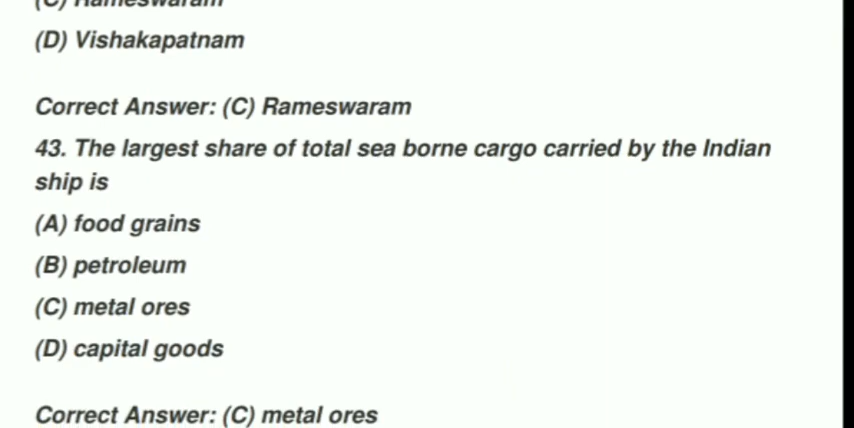 (C) Rameswaram
(D) Vishakapatnam
Correct Answer: (C) Rameswaram
43. The largest share of total sea borne cargo carried by the Indian
ship is
(A) food grains
(B) petroleum
(C) metal ores
(D) capital goods
Correct Answer: (C) metal ores